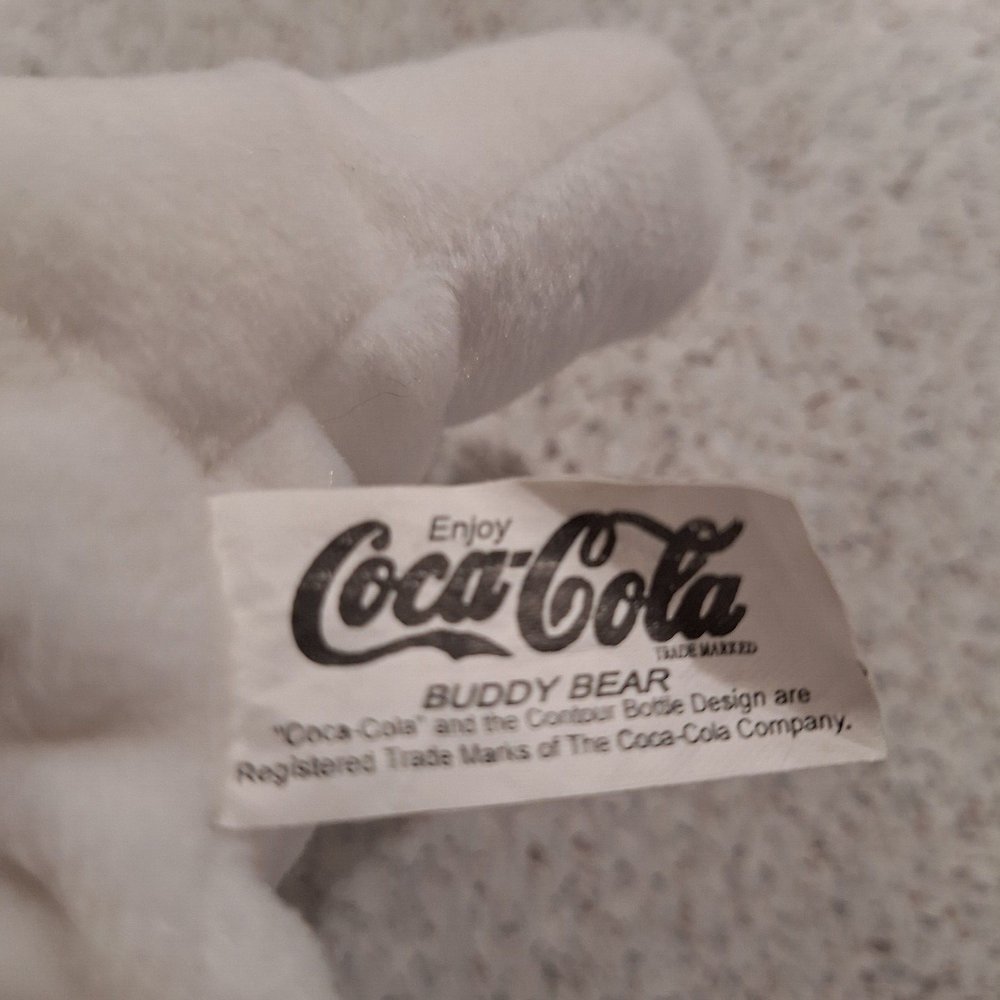 Enjoy
Coca-Cola
TRADE MARKED
BUDDY BEAR
"Coca-Cola" and the Contour Bottle Design are
Registered Trade Marks of The Coca-Cola Company.